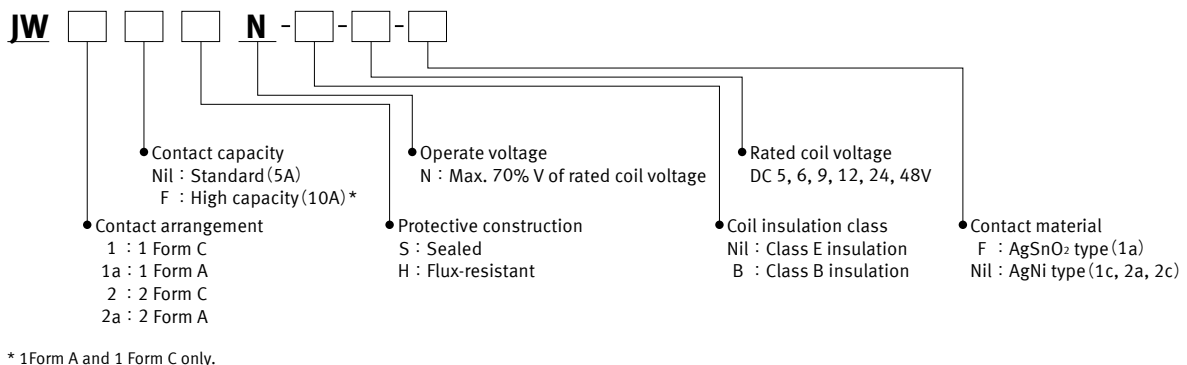 JW N - - -
Contact capacity
Nil : Standard (5A)
F : High capacity (10A) *
Operate voltage
N : Max. 70% V of rated coil voltage
Rated coil voltage
DC 5, 6, 9, 12, 24, 48V
Contact arrangement
1 : 1 Form C
1a : 1 Form A
2 : 2 Form C
2a : 2 Form A
Protective construction
S : Sealed
H : Flux-resistant
Coil insulation class
Nil : Class E insulation
B : Class B insulation
Contact material
F : AgSnO₂ type (1a)
Nil : AgNi type (1c, 2a, 2c)
* 1Form A and 1 Form C only.